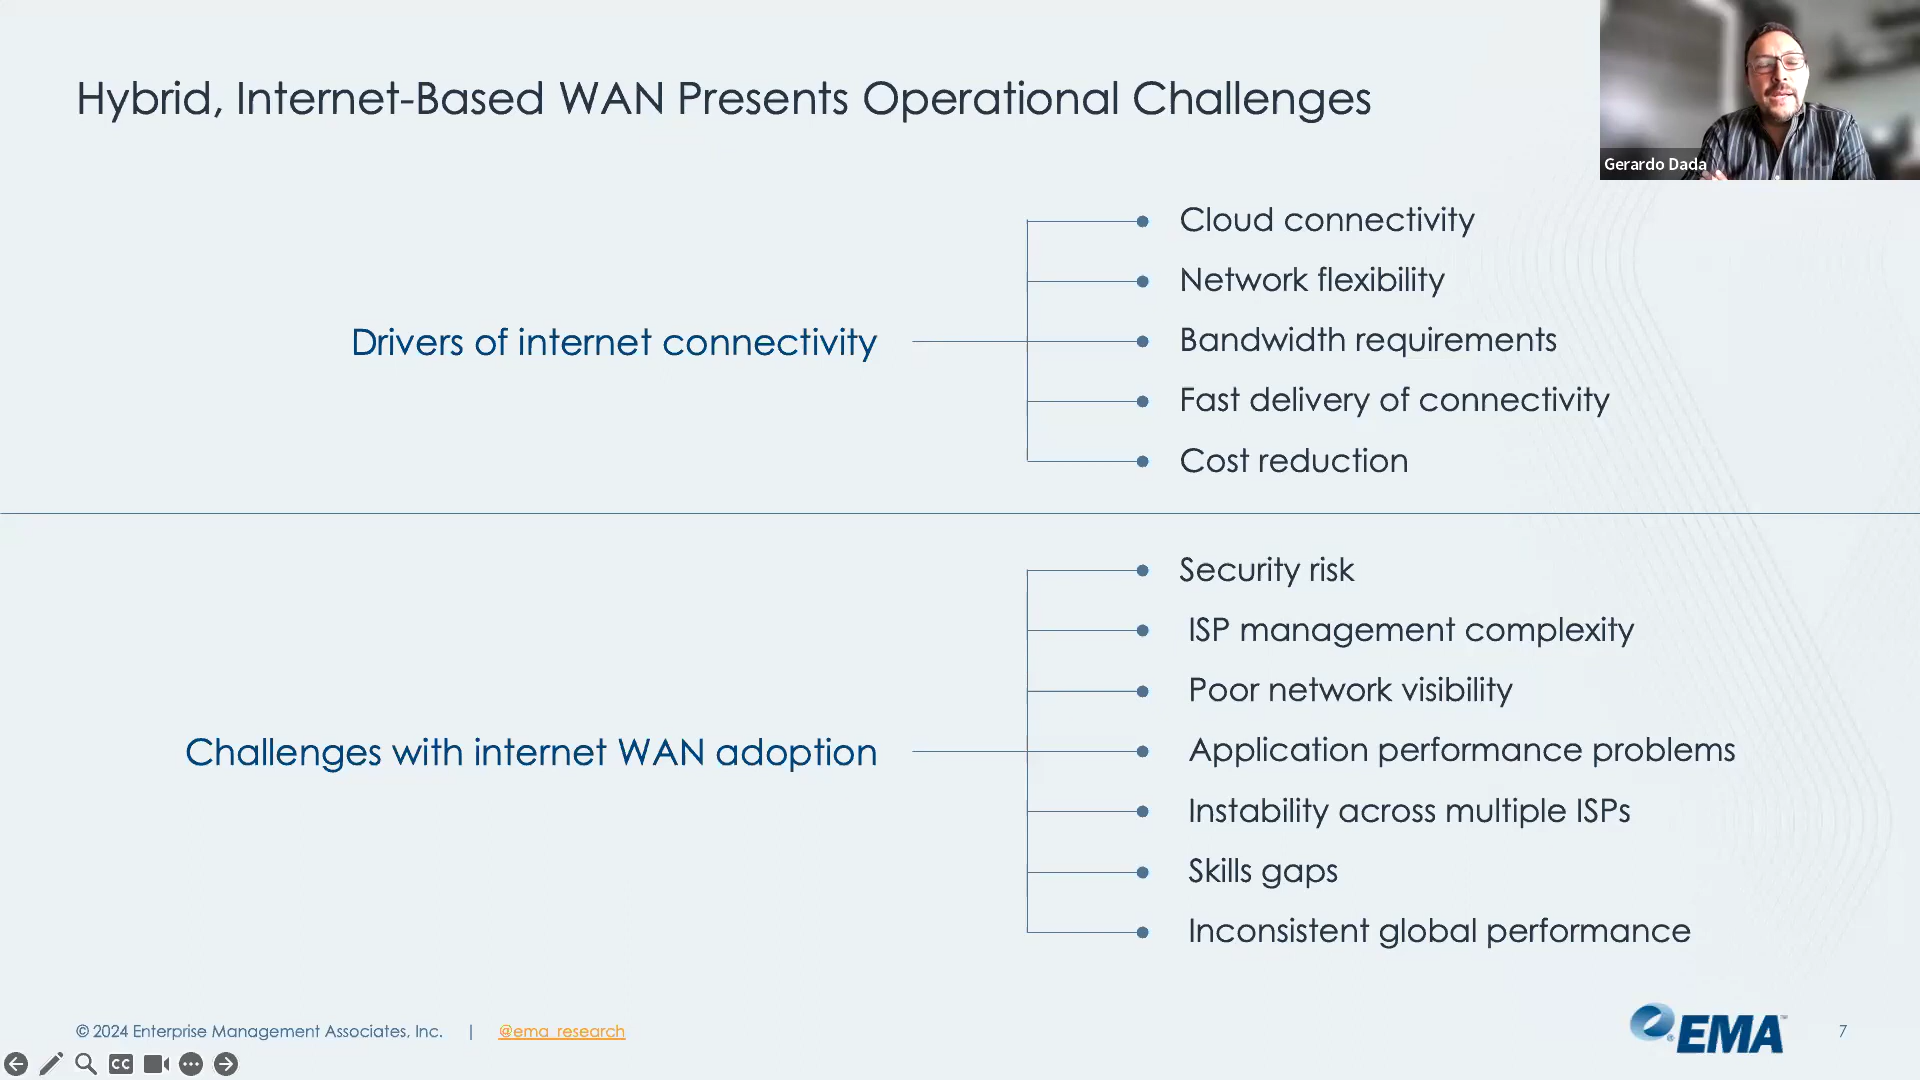 Hybrid, Internet-Based WAN Presents Operational Challenges
Gerardo Dada
Drivers of internet connectivity
Cloud connectivity
Network flexibility
Bandwidth requirements
Fast delivery of connectivity
Cost reduction
Challenges with internet WAN adoption
Security risk
ISP management complexity
Poor network visibility
Application performance problems
Instability across multiple ISPs
Skills gaps
Inconsistent global performance
© 2024 Enterprise Management Associates, Inc. | @ema_research
EMA™
7
CC